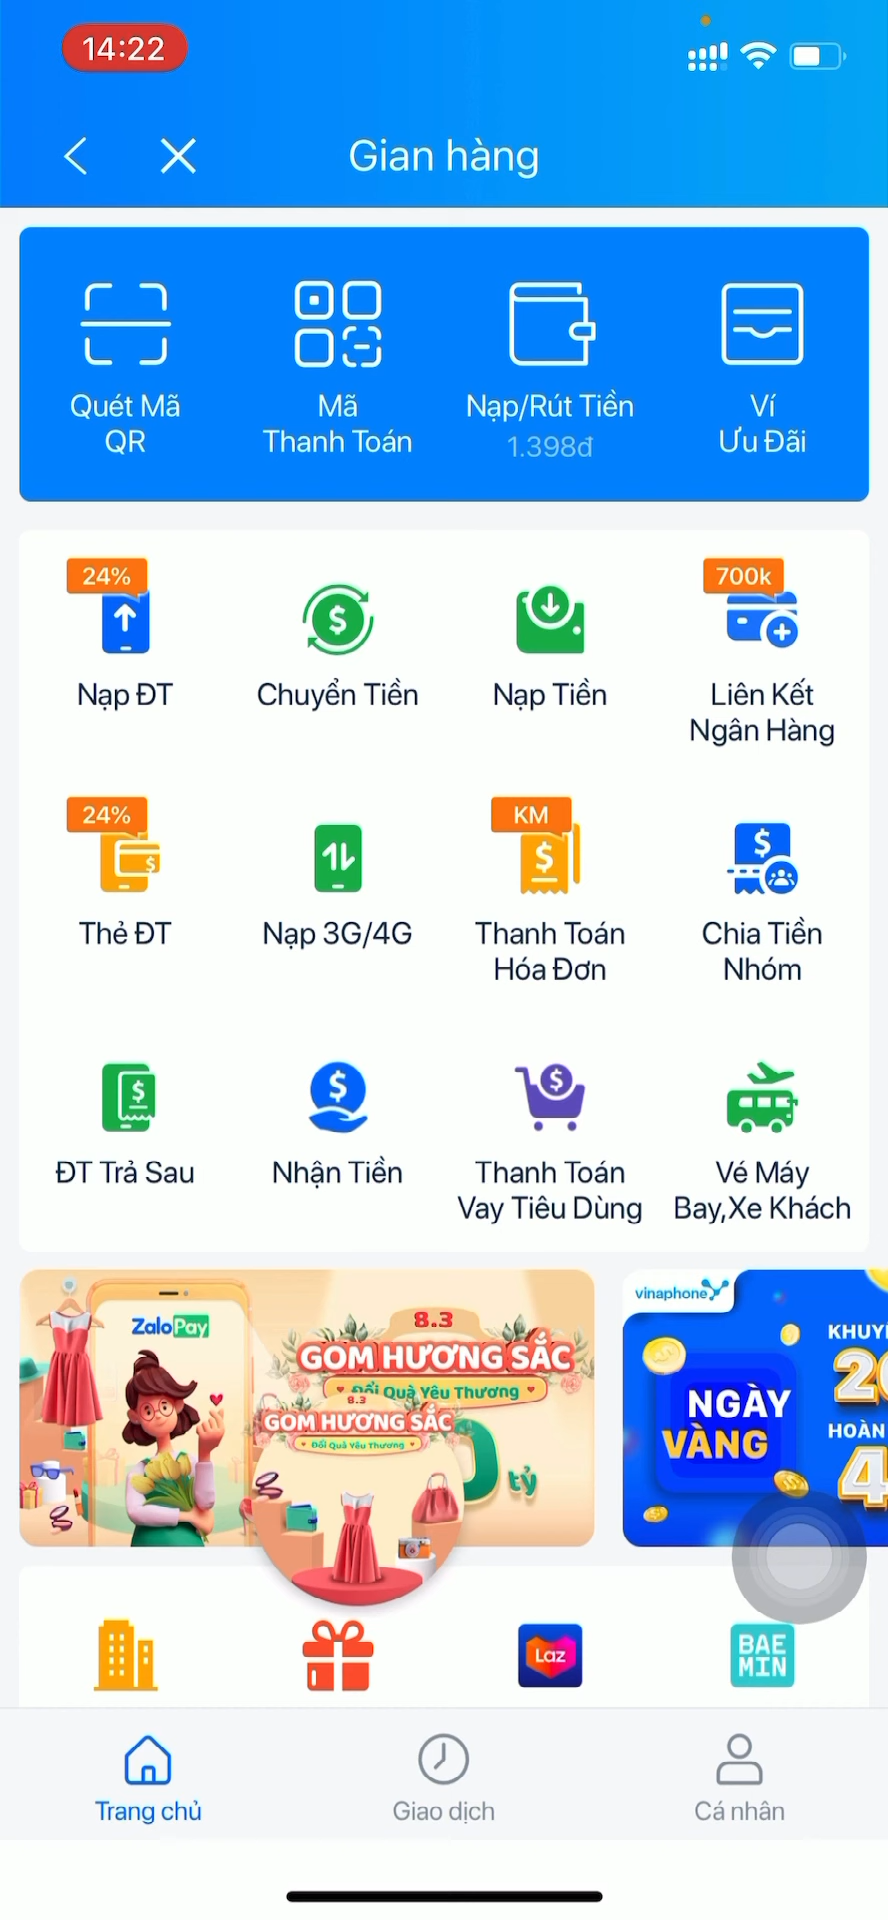 14:22
Gian hàng
Quét Mã
QR
Mã
Thanh Toán
Nạp/Rút Tiền
1.398đ
Ví
Ưu Đãi
24%
Nạp ĐT
Chuyển Tiền
Nạp Tiền
700k
Liên Kết
Ngân Hàng
24%
Thẻ ĐT
Nạp 3G/4G
KM
Thanh Toán
Hóa Đơn
Chia Tiền
Nhóm
ĐT Trả Sau
Nhận Tiền
Thanh Toán
Vay Tiêu Dùng
Vé Máy
Bay,Xe Khách
ZaloPay
8.3
GOM HƯƠNG SẮC
Đổi Quà Yêu Thương
8.3
GOM HƯƠNG SẮC
Đổi Quà Yêu Thương
tỷ
vinaphone
NGÀY
VÀNG
HOÀN
Laz
BAE
MIN
Trang chủ
Giao dịch
Cá nhân